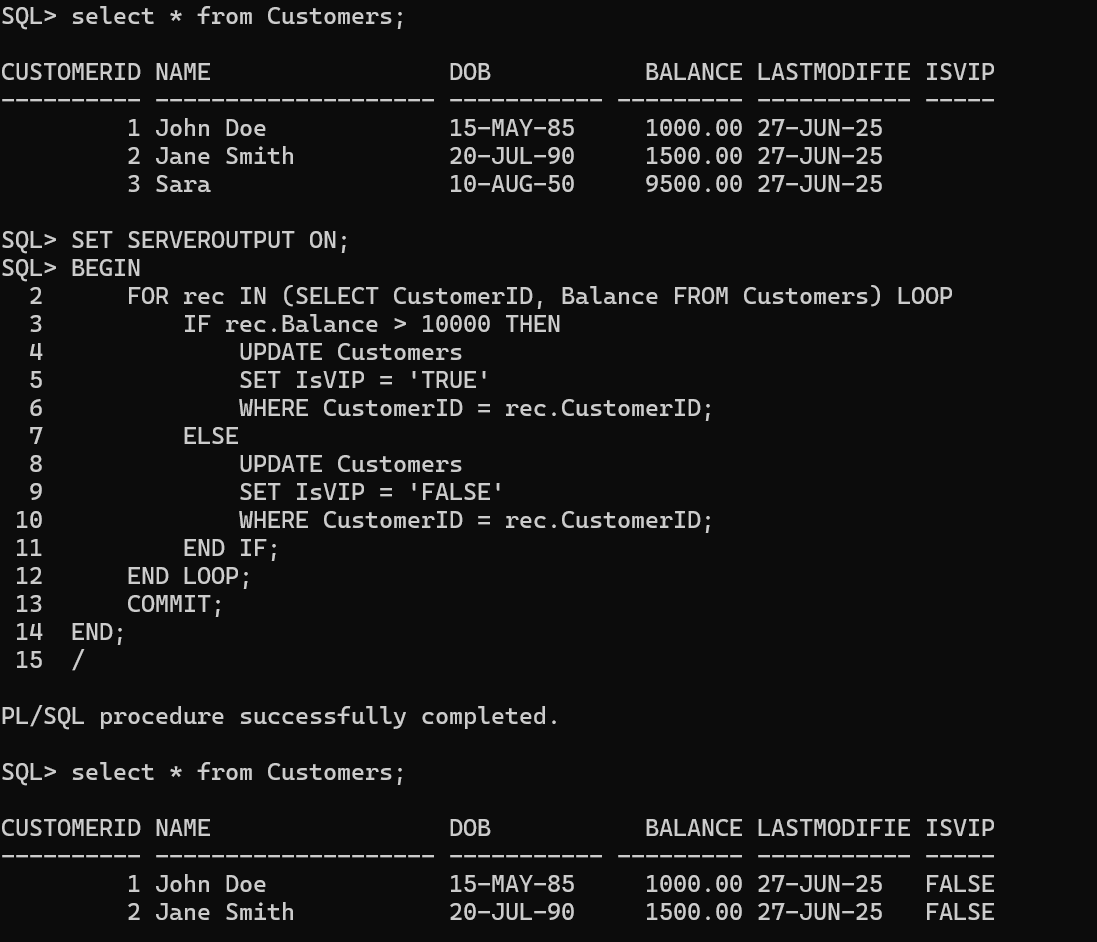 SQL> select * from Customers;
CUSTOMERID NAME                 DOB           BALANCE LASTMODIFIE ISVIP
---------- -------------------- ----------- --------- ----------- -----
         1 John Doe             15-MAY-85     1000.00 27-JUN-25
         2 Jane Smith           20-JUL-90     1500.00 27-JUN-25
         3 Sara                 10-AUG-50     9500.00 27-JUN-25
SQL> SET SERVEROUTPUT ON;
SQL> BEGIN
  2      FOR rec IN (SELECT CustomerID, Balance FROM Customers) LOOP
  3          IF rec.Balance > 10000 THEN
  4              UPDATE Customers
  5              SET IsVIP = 'TRUE'
  6              WHERE CustomerID = rec.CustomerID;
  7          ELSE
  8              UPDATE Customers
  9              SET IsVIP = 'FALSE'
 10              WHERE CustomerID = rec.CustomerID;
 11          END IF;
 12      END LOOP;
 13      COMMIT;
 14  END;
 15  /
PL/SQL procedure successfully completed.
SQL> select * from Customers;
CUSTOMERID NAME                 DOB           BALANCE LASTMODIFIE ISVIP
---------- -------------------- ----------- --------- ----------- -----
         1 John Doe             15-MAY-85     1000.00 27-JUN-25   FALSE
         2 Jane Smith           20-JUL-90     1500.00 27-JUN-25   FALSE